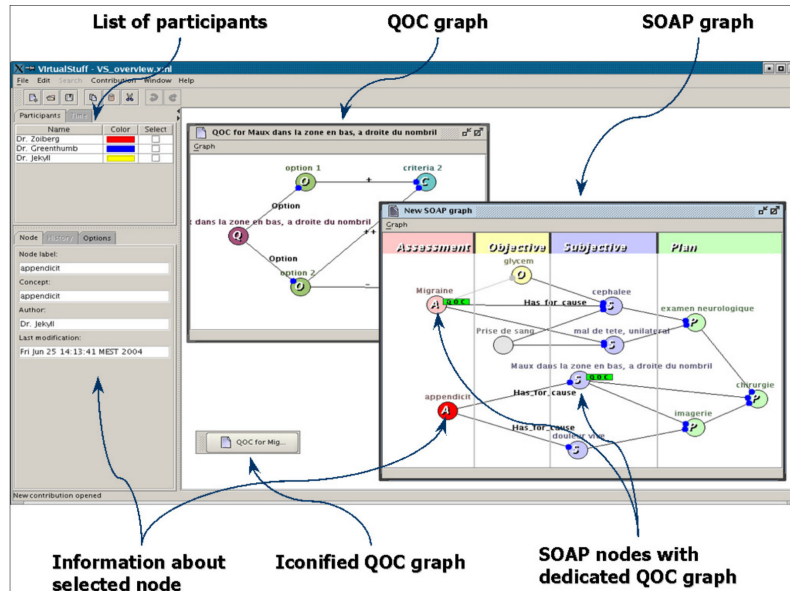 List of participants
QOC graph
SOAP graph
VirtualStuff - VS_overview.xml
File Edit Search Contribution Window Help
Participants
Name Color Select
Dr. Zoiberg
Dr. Greenthumb
Dr. Jekyll
Node History Options
Node label:
appendicit
Concept:
appendicit
Author:
Dr. Jekyll
Last modification:
Fri Jun 25 14:13:41 MEST 2004
New contribution opened
QOC for Maux dans la zone en bas, a droite du nombril
Graph
option 1
criteria 2
O
+
C
Option
x dans la zone en bas, a droite du nombril
Q
++
Option
option 2
O
-
New SOAP graph
Graph
Assessment Objective Subjective Plan
glycem
O
Migraine
cephalee
A
QOC
Has_for_cause
S
examen neurologique
Prise de sang
mal de tete, unilateral
P
S
Maux dans la zone en bas, a droite du nombril
S
QOC
chirurgie
appendicit
Has_for_cause
P
A
imagerie
Has_for_cause
P
douleur vive
S
QOC for Mig...
Information about
selected node
Iconified QOC graph
SOAP nodes with
dedicated QOC graph